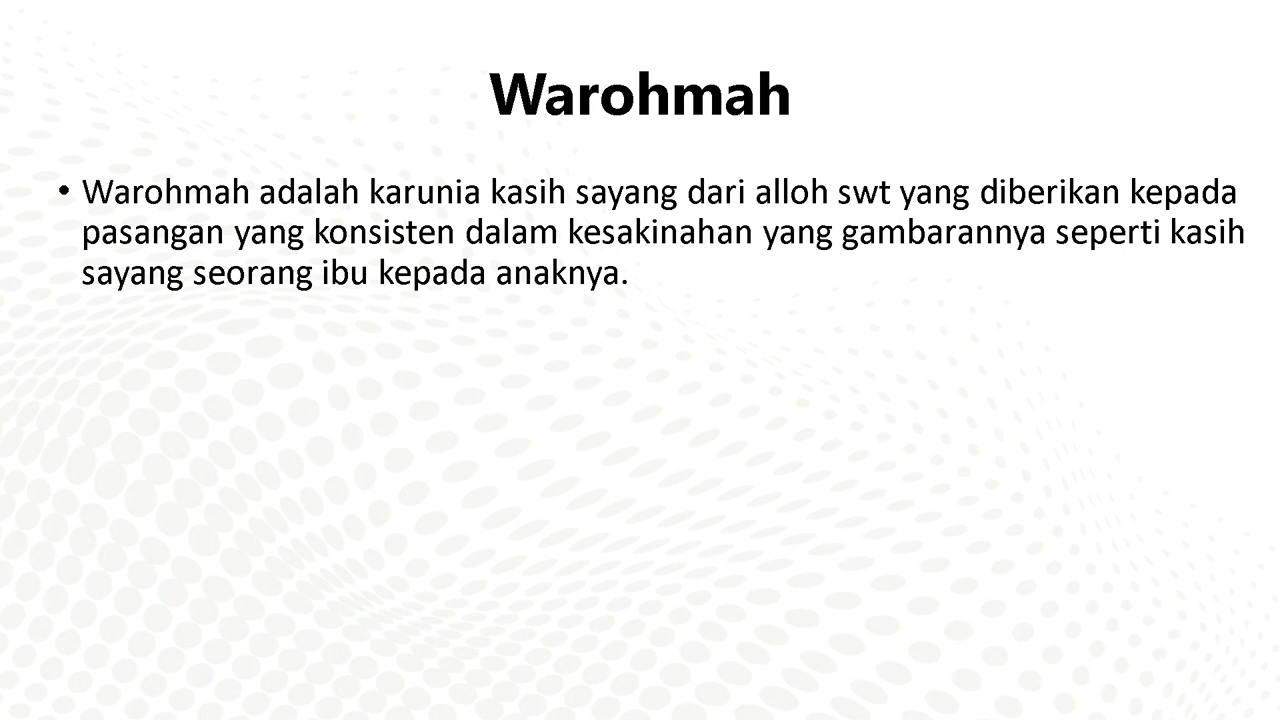 Warohmah
• Warohmah adalah karunia kasih sayang dari alloh swt yang diberikan kepada
pasangan yang konsisten dalam kesakinahan yang gambarannya seperti kasih
sayang seorang ibu kepada anaknya.